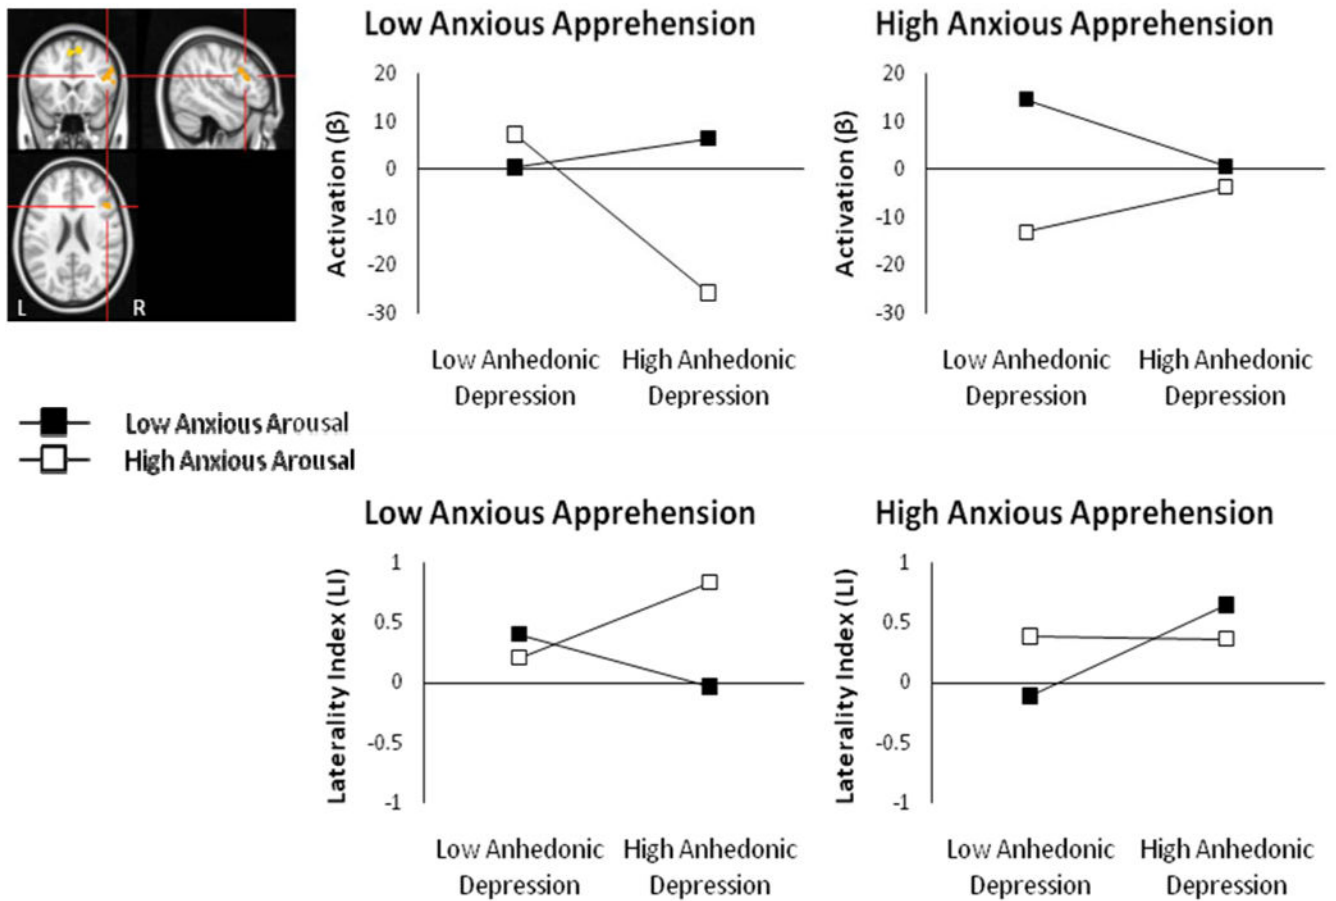 Low Anxious Apprehension
High Anxious Apprehension
L
R
Activation (β)
20
10
0
-10
-20
-30
Low Anhedonic
Depression
High Anhedonic
Depression
Activation (β)
20
10
0
-10
-20
-30
Low Anhedonic
Depression
High Anhedonic
Depression
Low Anxious Arousal
High Anxious Arousal
Low Anxious Apprehension
High Anxious Apprehension
Laterality Index (LI)
1
0.5
0
-0.5
-1
Low Anhedonic
Depression
High Anhedonic
Depression
Laterality Index (LI)
1
0.5
0
-0.5
-1
Low Anhedonic
Depression
High Anhedonic
Depression